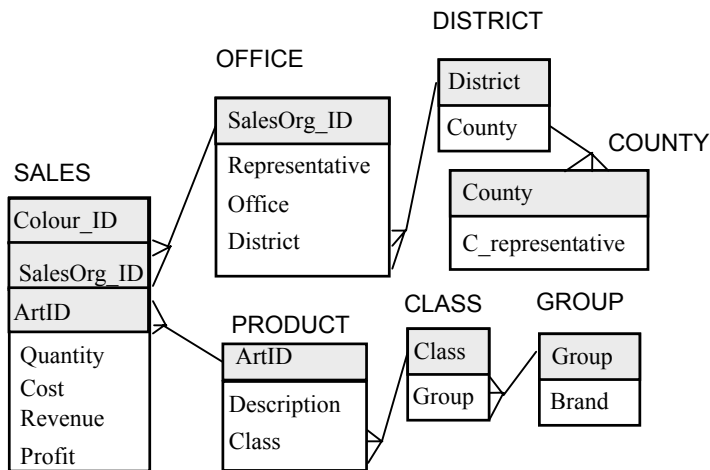 DISTRICT
District
County
OFFICE
SalesOrg_ID
Representative
Office
District
COUNTY
County
C_representative
SALES
Colour_ID
SalesOrg_ID
ArtID
Quantity
Cost
Revenue
Profit
PRODUCT
ArtID
Description
Class
CLASS
Class
Group
GROUP
Group
Brand